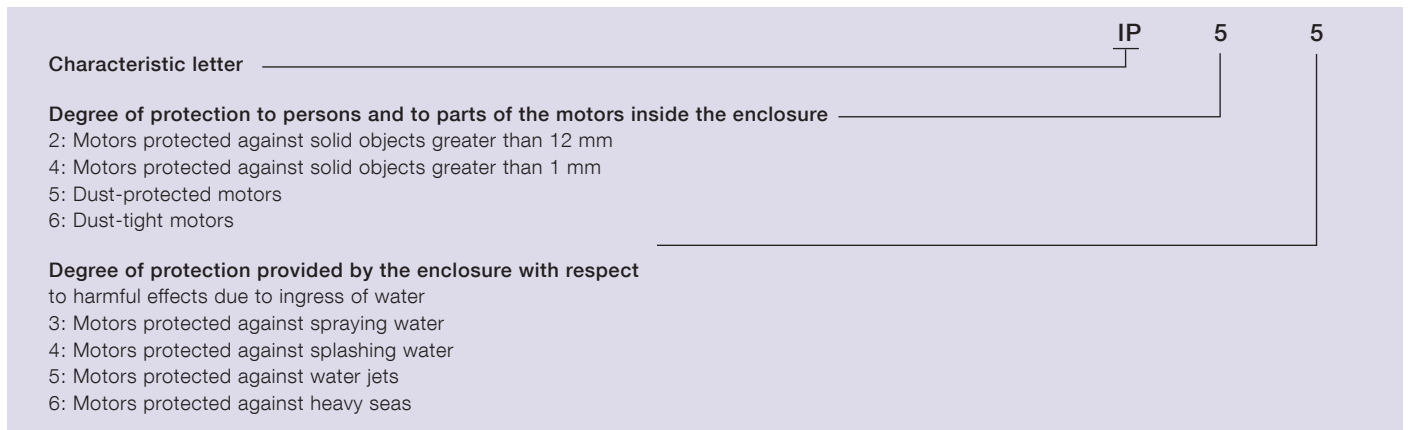 IP 5 5
Characteristic letter
Degree of protection to persons and to parts of the motors inside the enclosure
2: Motors protected against solid objects greater than 12 mm
4: Motors protected against solid objects greater than 1 mm
5: Dust-protected motors
6: Dust-tight motors
Degree of protection provided by the enclosure with respect
to harmful effects due to ingress of water
3: Motors protected against spraying water
4: Motors protected against splashing water
5: Motors protected against water jets
6: Motors protected against heavy seas